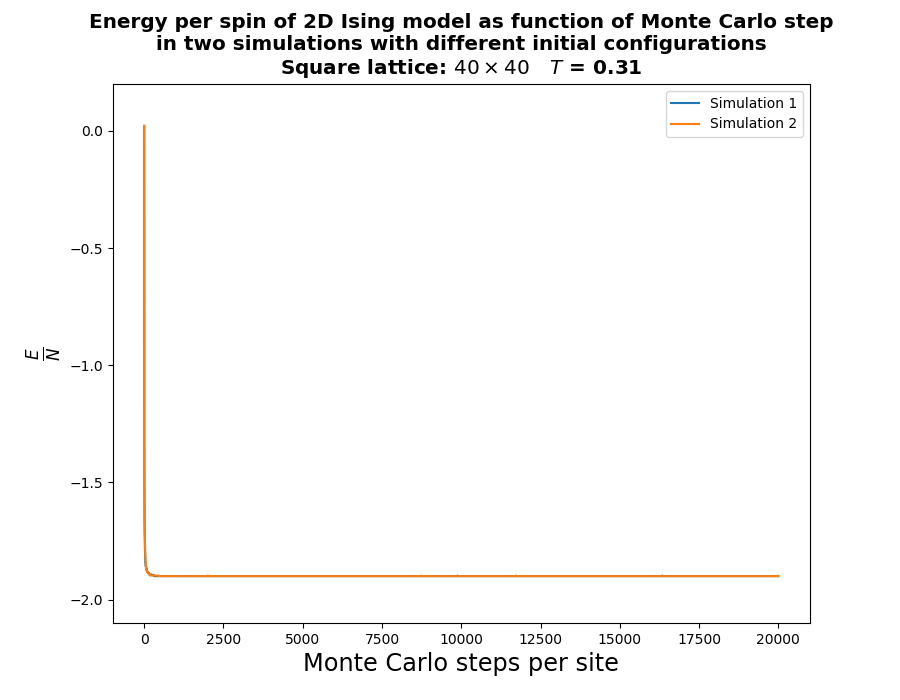 Energy per spin of 2D Ising model as function of Monte Carlo step
in two simulations with different initial configurations
Square lattice: 40 × 40 T = 0.31
Simulation 1
Simulation 2
0.0
−0.5
−1.0
−1.5
−2.0
E
N
0 2500 5000 7500 10000 12500 15000 17500 20000
Monte Carlo steps per site